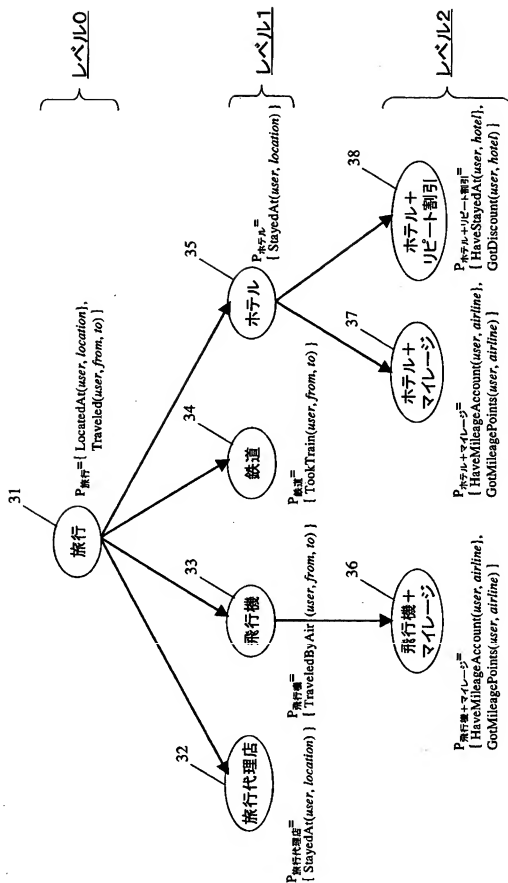 レベル0
31
旅行
P旅行={ LocatedAt(user, location},
Traveled(user, from, to) }
レベル1
32
旅行代理店
P旅行代理店=
{ StayedAt(user, location) }
33
飛行機
P飛行機=
{ TraveledByAir (user, from, to) }
34
鉄道
P鉄道=
{ TookTrain(user, from, to) }
35
ホテル
Pホテル=
{ StayedAt(user, location) }
レベル2
36
飛行機+
マイレージ
P飛行機+マイレージ=
{ HaveMileageAccount(user, airline},
GotMileagePoints(user, airline) }
37
ホテル+
マイレージ
Pホテル+マイレージ=
{ HaveMileageAccount(user, airline},
GotMileagePoints(user, airline) }
38
ホテル+
リピート割引
Pホテル+リピート割引=
{ HaveStayedAt(user, hotel},
GotDiscount(user, hotel) }